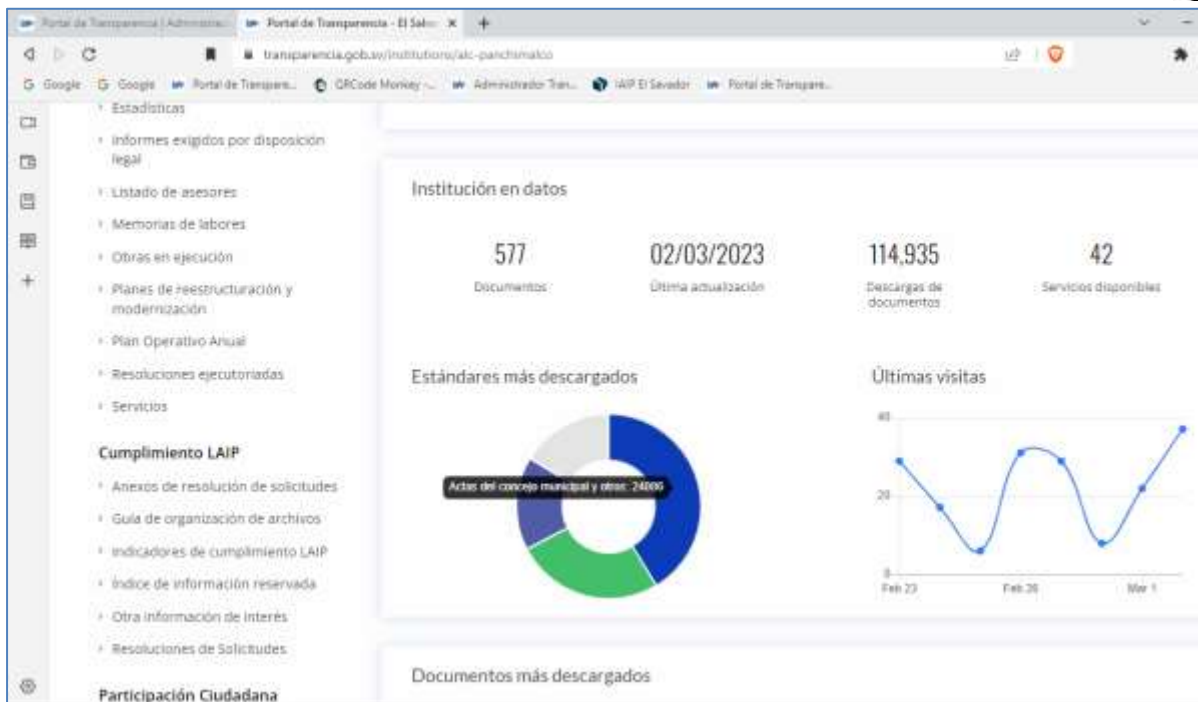 Portal de Transparencia | Administra...
Portal de Transparencia - El Salv
transparencia.gob.sv/institutions/alc-panchimalco
Google
Google
Portal de Transpare...
QRCode Monkey -...
Administrador Tran...
IAIP El Savador
Portal de Transpare...
Estadísticas
Informes exigidos por disposición
legal
Listado de asesores
Memorias de labores
Obras en ejecución
Planes de reestructuración y
modernización
Plan Operativo Anual
Resoluciones ejecutoriadas
Servicios
Cumplimiento LAIP
Anexos de resolución de solicitudes
Guía de organización de archivos
Indicadores de cumplimiento LAIP
Índice de información reservada
Otra información de interés
Resoluciones de Solicitudes
Participación Ciudadana
Institución en datos
577
Documentos
02/03/2023
Última actualización
114,935
Descargas de
documentos
42
Servicios disponibles
Estándares más descargados
Actas del concejo municipal y otros: 24086
Últimas visitas
40
20
0
Feb 23
Feb 26
Mar 1
Documentos más descargados